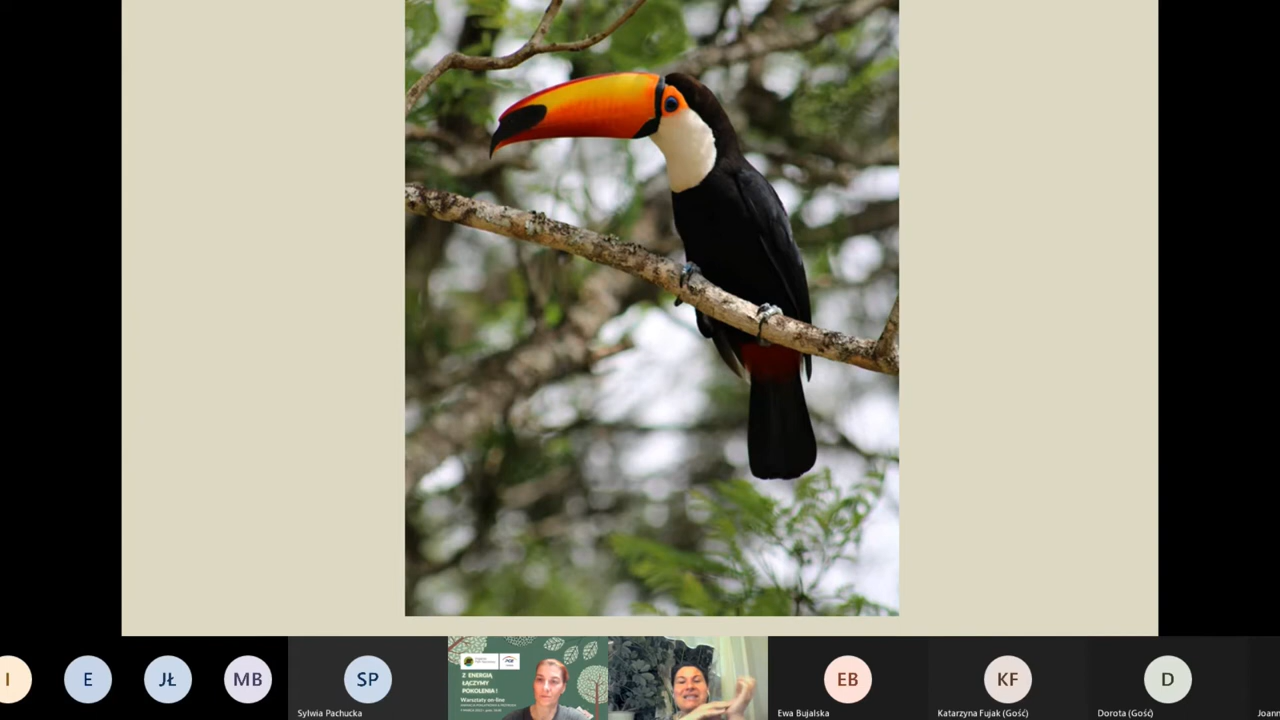 I
E
JŁ
MB
SP
Sylwia Pachucka
Z ENERGIĄ
ŁĄCZYMY
POKOLENIA!
Warsztaty on-line
EB
Ewa Bujalska
KF
Katarzyna Fujak (Gość)
D
Dorota (Gość)
Joann